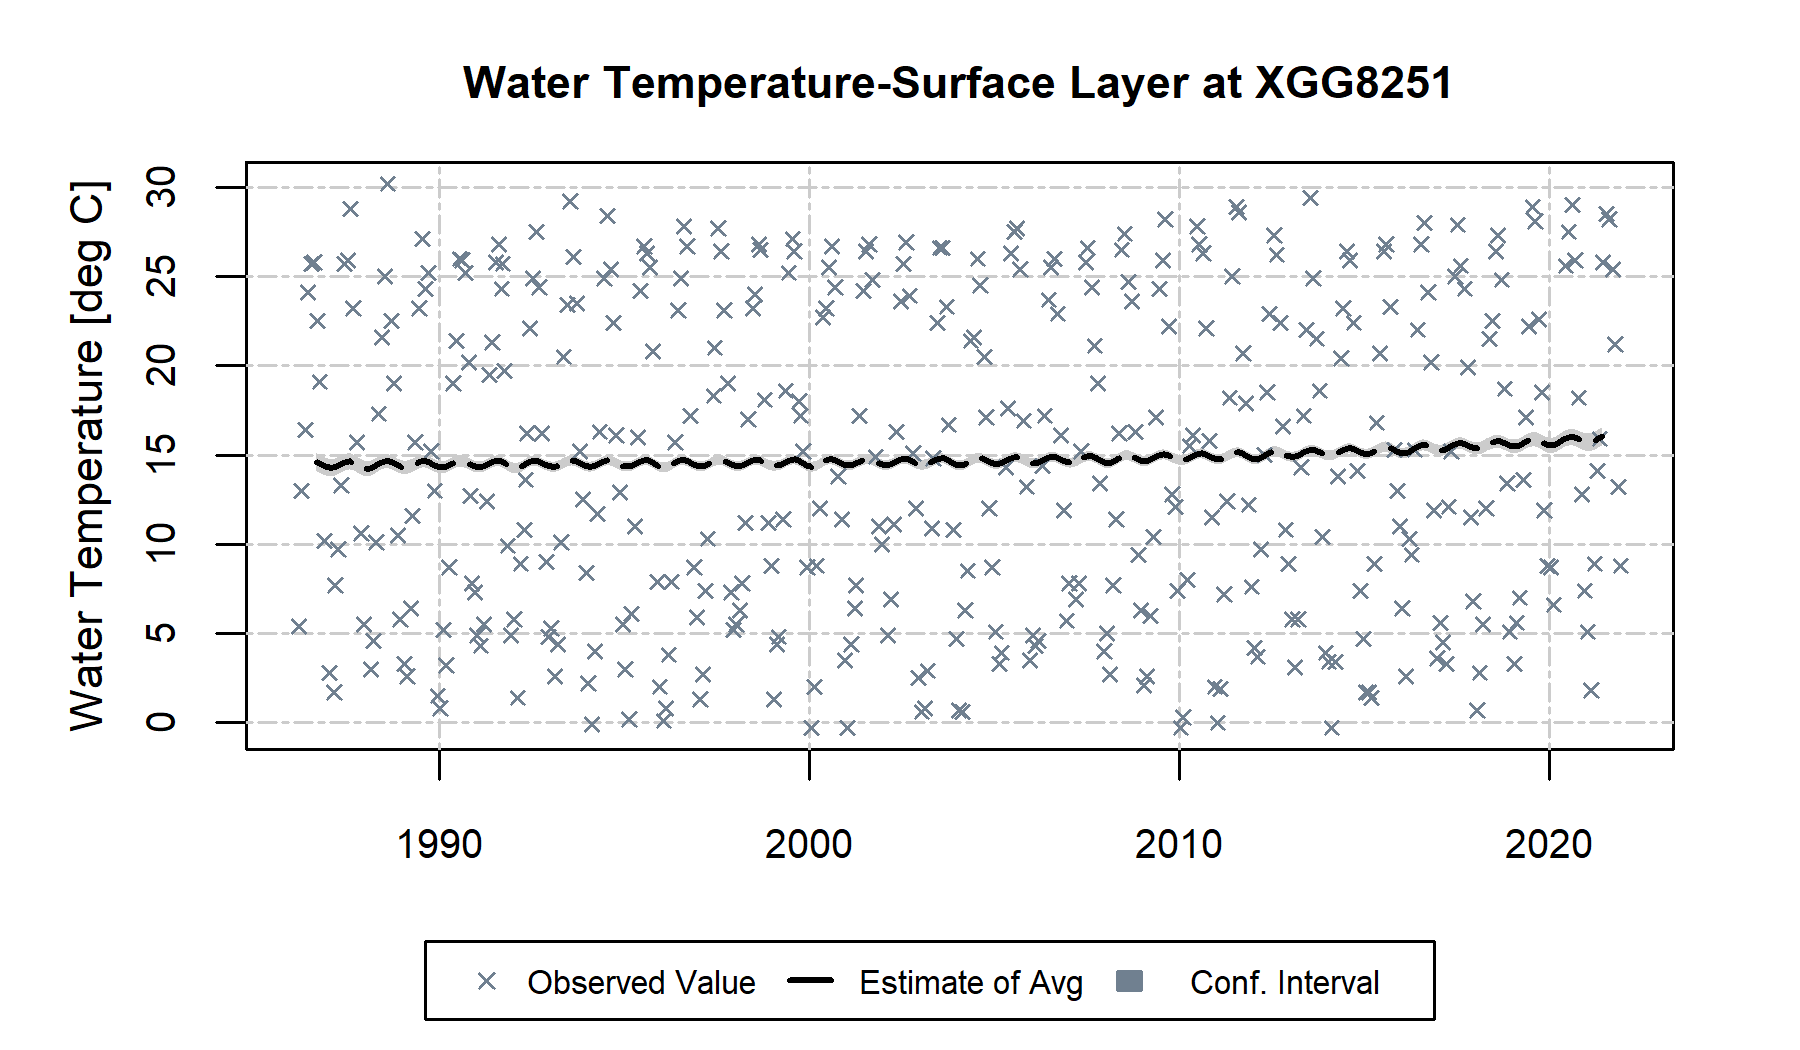 Water Temperature-Surface Layer at XGG8251
Water Temperature [deg C]
30
25
20
15
10
5
0
1990 2000 2010 2020
Observed Value Estimate of Avg Conf. Interval